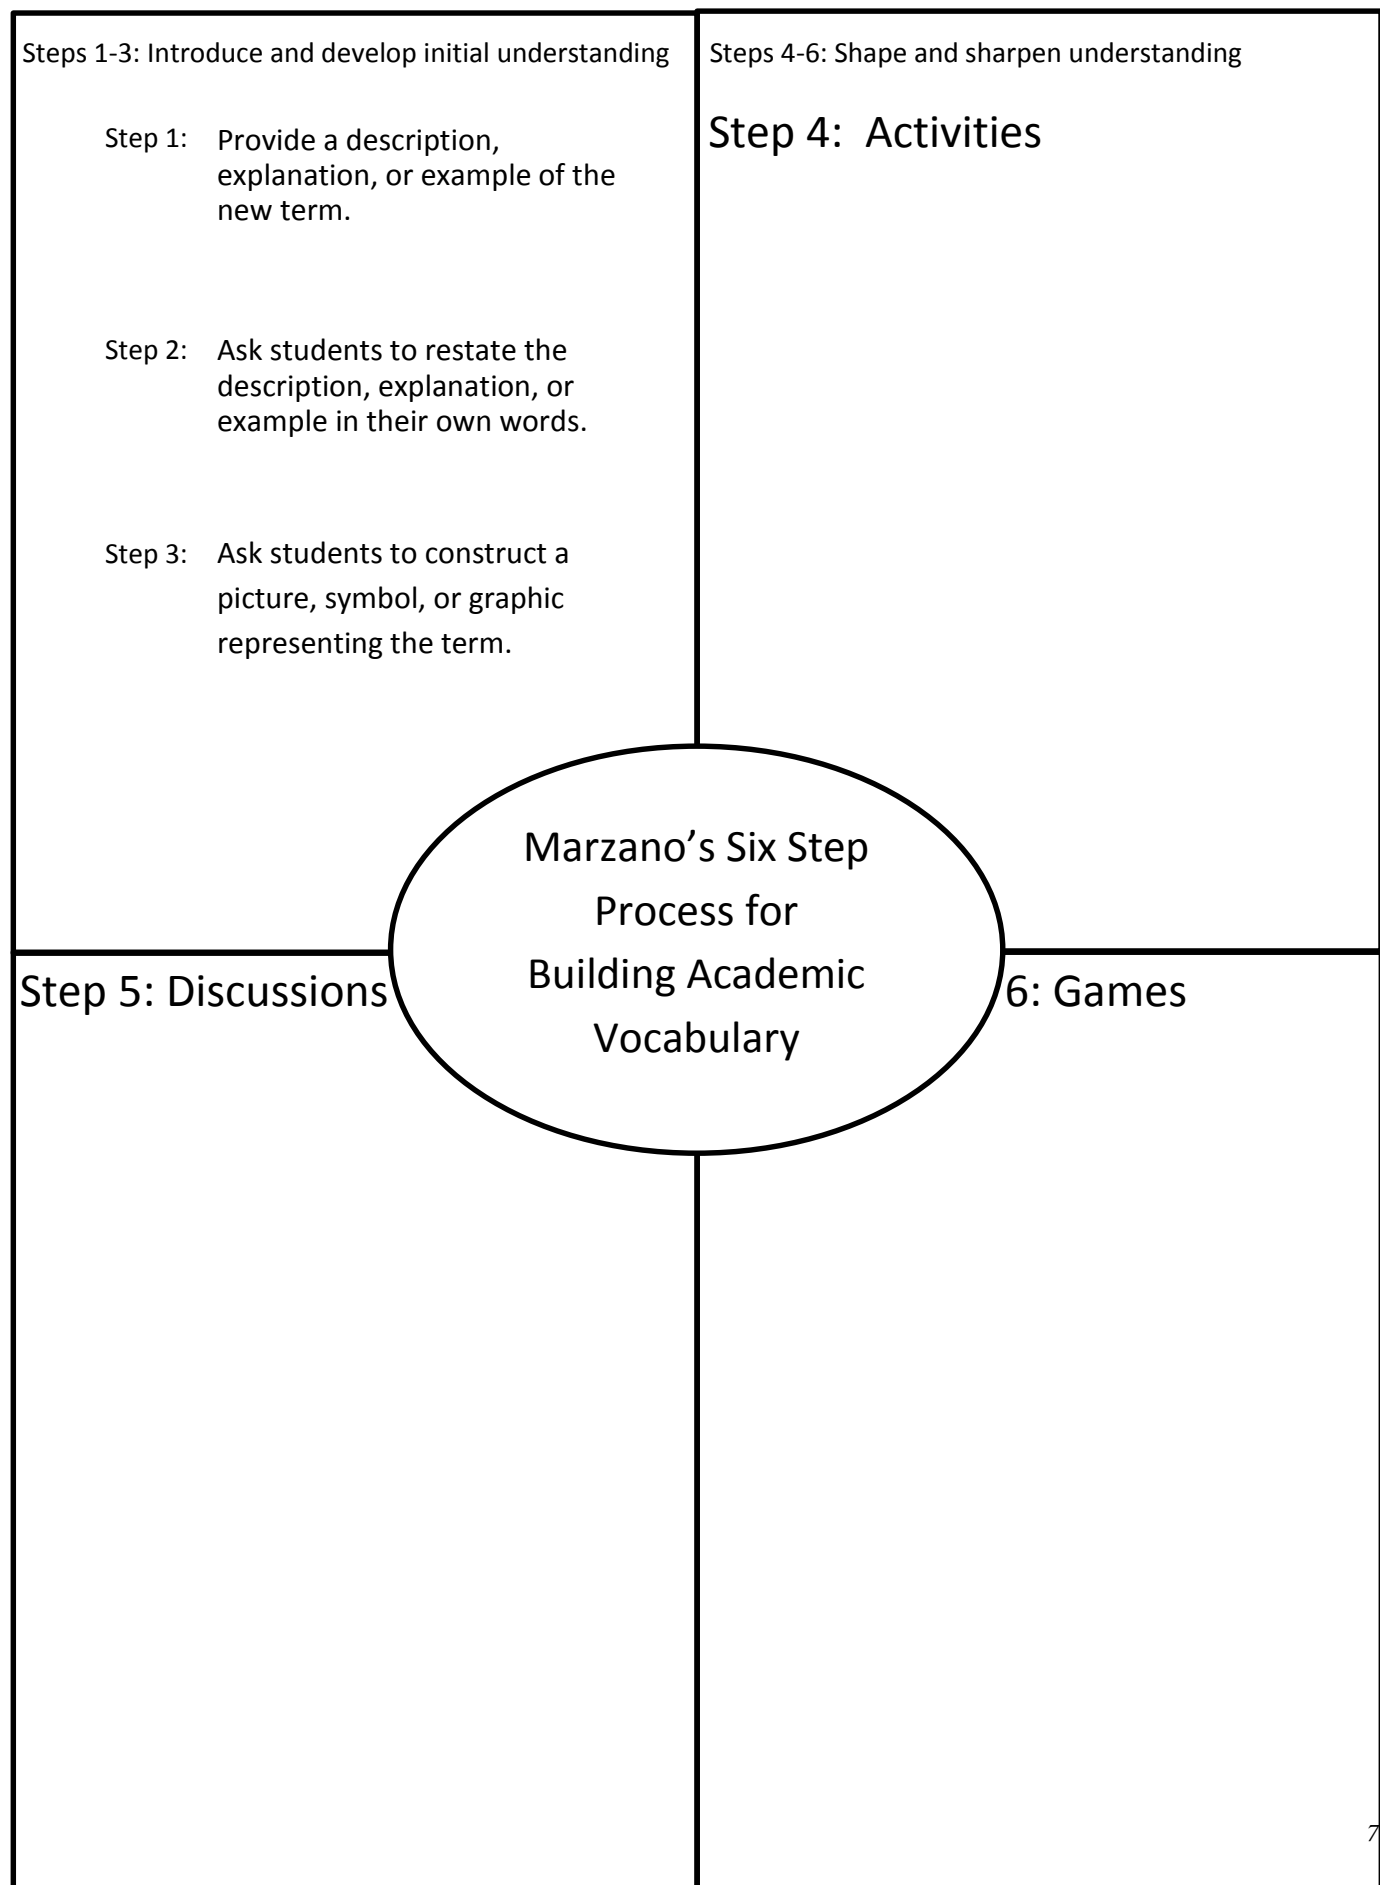 Steps 1-3: Introduce and develop initial understanding
Step 1: Provide a description,
explanation, or example of the
new term.
Step 2: Ask students to restate the
description, explanation, or
example in their own words.
Step 3: Ask students to construct a
picture, symbol, or graphic
representing the term.
Steps 4-6: Shape and sharpen understanding
Step 4: Activities
Marzano’s Six Step
Process for
Building Academic
Vocabulary
Step 5: Discussions
6: Games
7